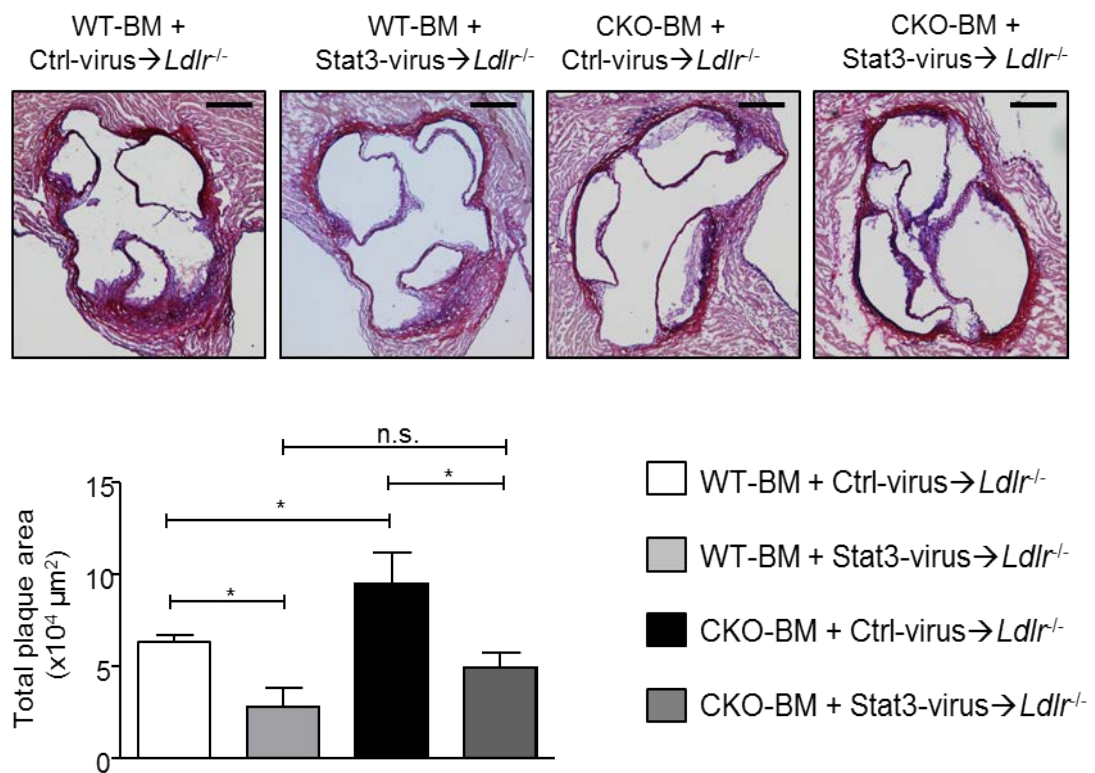 WT-BM +
Ctrl-virus→Ldlr-/-
WT-BM +
Stat3-virus→Ldlr-/-
CKO-BM +
Ctrl-virus→Ldlr-/-
CKO-BM +
Stat3-virus→ Ldlr-/-
n.s.
*
*
*
15
10
5
0
Total plaque area
(x10⁴ µm²)
WT-BM + Ctrl-virus→Ldlr-/-
WT-BM + Stat3-virus→Ldlr-/-
CKO-BM + Ctrl-virus→Ldlr-/-
CKO-BM + Stat3-virus→Ldlr-/-